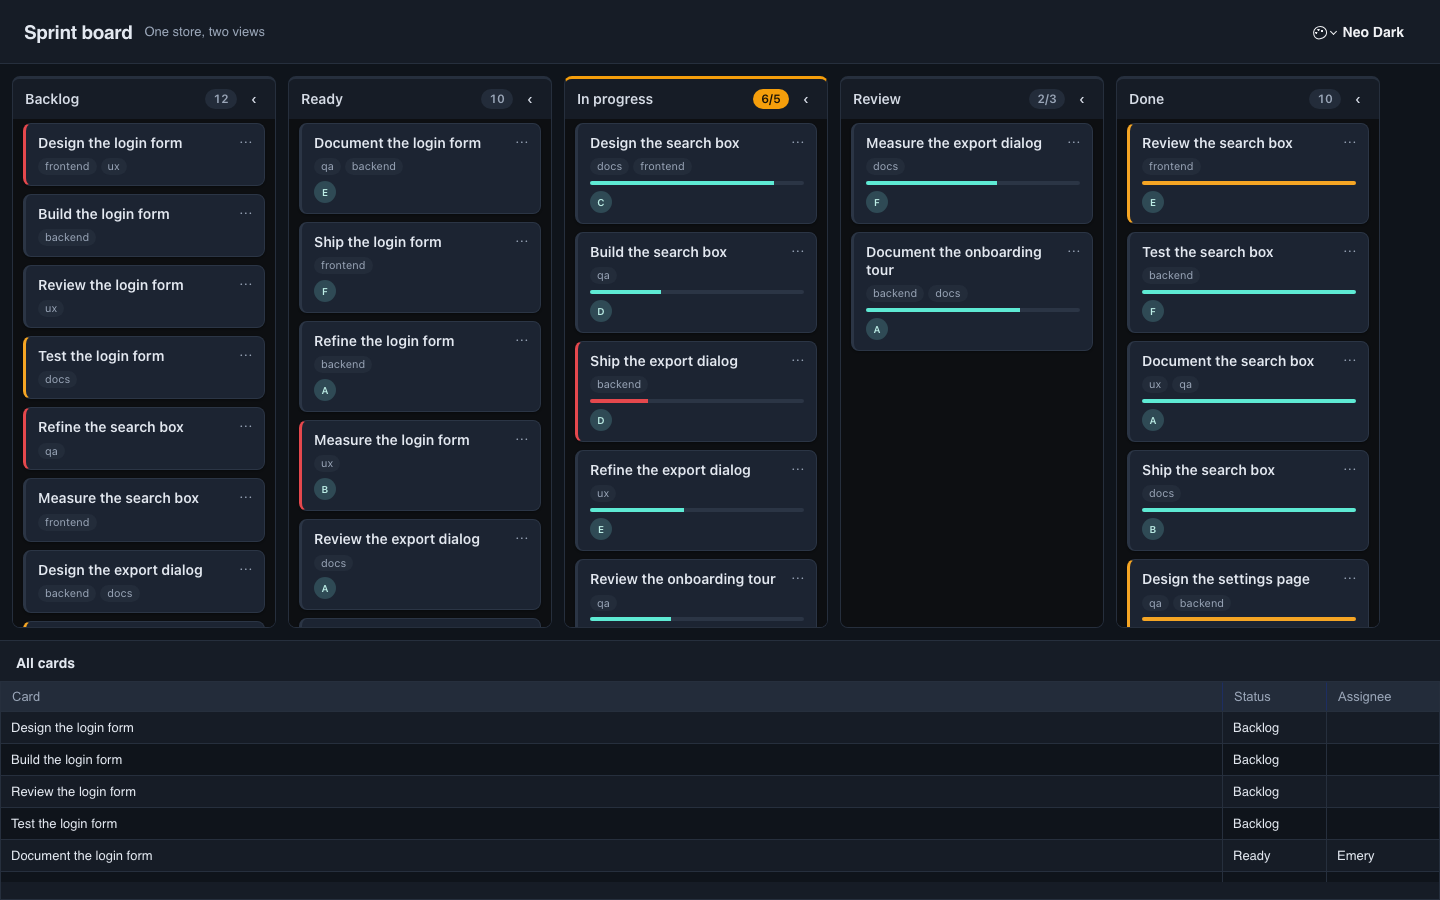 Sprint board One store, two views
Neo Dark
Backlog 12
Design the login form
frontend ux
Build the login form
backend
Review the login form
ux
Test the login form
docs
Refine the search box
qa
Measure the search box
frontend
Design the export dialog
backend docs
Ready 10
Document the login form
qa backend
E
Ship the login form
frontend
F
Refine the login form
backend
A
Measure the login form
ux
B
Review the export dialog
docs
A
In progress 6/5
Design the search box
docs frontend
C
Build the search box
qa
D
Ship the export dialog
backend
D
Refine the export dialog
ux
E
Review the onboarding tour
qa
Review 2/3
Measure the export dialog
docs
F
Document the onboarding
tour
backend docs
A
Done 10
Review the search box
frontend
E
Test the search box
backend
F
Document the search box
ux qa
A
Ship the search box
docs
B
Design the settings page
qa backend
All cards
Card Status Assignee
Design the login form Backlog
Build the login form Backlog
Review the login form Backlog
Test the login form Backlog
Document the login form Ready Emery